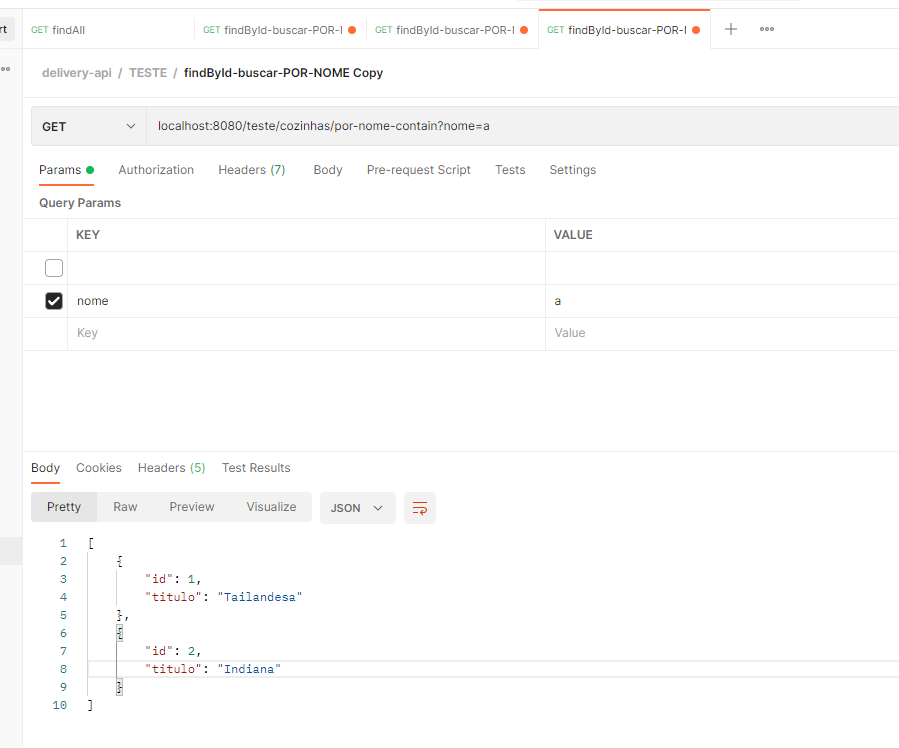 rt GET findAll GET findById-buscar-POR-I GET findById-buscar-POR-I GET findById-buscar-POR-I
delivery-api / TESTE / findById-buscar-POR-NOME Copy
GET localhost:8080/teste/cozinhas/por-nome-contain?nome=a
Params Authorization Headers (7) Body Pre-request Script Tests Settings
Query Params
KEY VALUE
nome a
Key Value
Body Cookies Headers (5) Test Results
Pretty Raw Preview Visualize JSON
1 [
2 {
3 "id": 1,
4 "titulo": "Tailandesa"
5 },
6 {
7 "id": 2,
8 "titulo": "Indiana"
9 }
10 ]